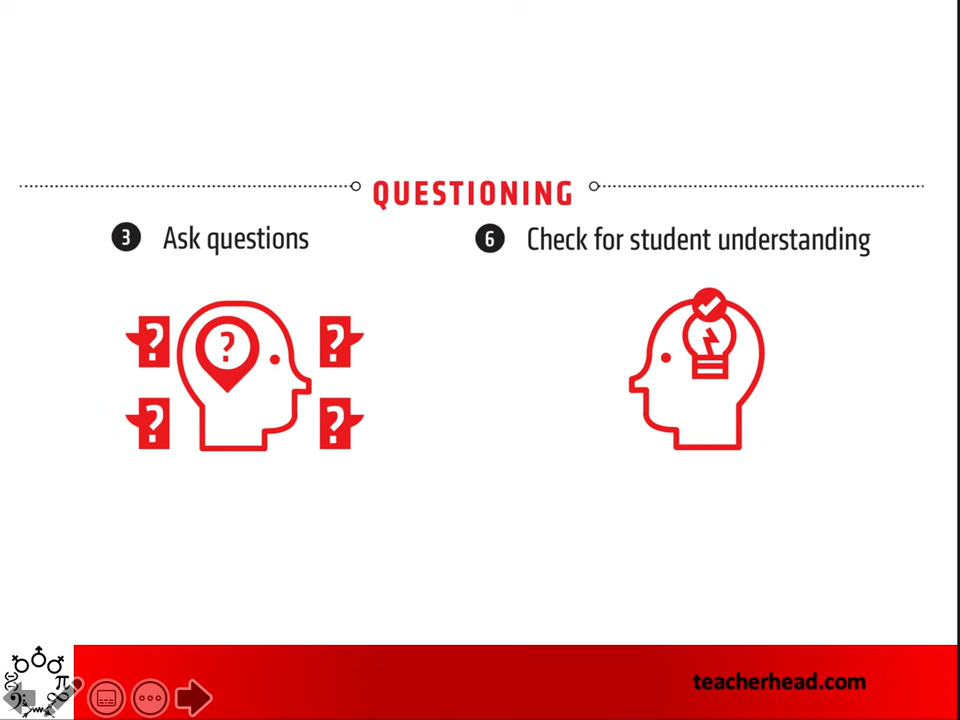 QUESTIONING
3 Ask questions
6 Check for student understanding
?
? ?
? ?
teacherhead.com